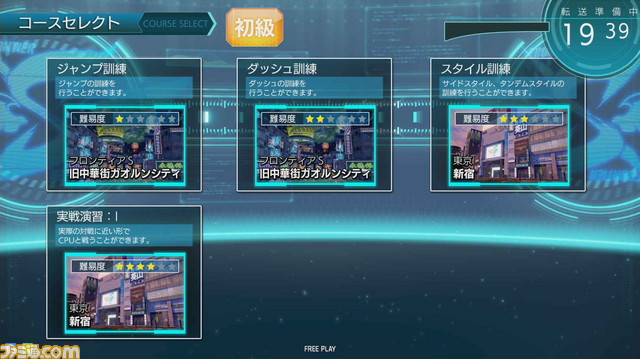 コースセレクト
COURSE SELECT
初級
転送準備中
19 39
ジャンプ訓練
ジャンプの訓練を
行うことができます。
難易度
フロンティアS
旧中華街ガオルンシティ
ダッシュ訓練
ダッシュの訓練を
行うことができます。
難易度
フロンティアS
旧中華街ガオルンシティ
スタイル訓練
サイドスタイル、タンデムスタイルの
訓練を行うことができます。
難易度
東京
新宿
実戦演習：I
実際の対戦に近い形で
CPUと戦うことができます。
難易度
東京
新宿
FREE PLAY
ファミ通.com